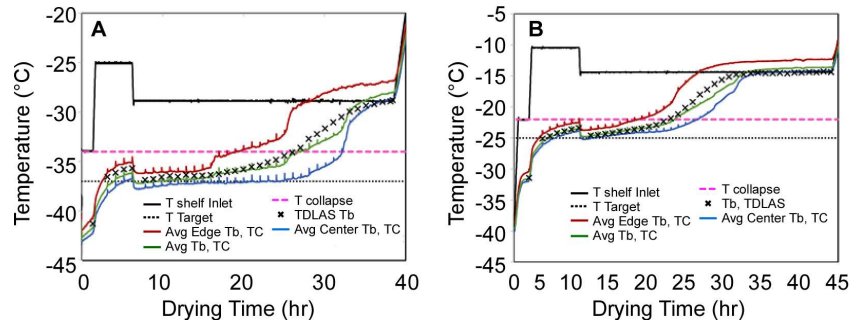 A
-20
-25
-30
-35
-40
-45
Temperature (°C)
T shelf Inlet
T Target
Avg Edge Tb, TC
Avg Tb, TC
T collapse
TDLAS Tb
Avg Center Tb, TC
0 10 20 30 40
Drying Time (hr)
B
-5
-10
-15
-20
-25
-30
-35
-40
-45
Temperature (°C)
T shelf Inlet
T Target
Avg Edge Tb, TC
Avg Tb, TC
T collapse
Tb, TDLAS
Avg Center Tb, TC
0 5 10 15 20 25 30 35 40 45
Drying Time (hr)